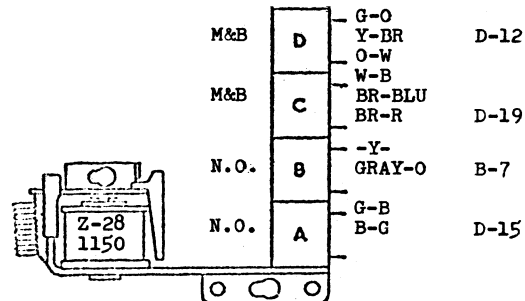 G-O
M&B D Y-BR D-12
O-W
W-B
M&B C BR-BLU
BR-R D-19
-Y-
N.O. B GRAY-O B-7
G-B
Z-28 N.O. A B-G D-15
1150